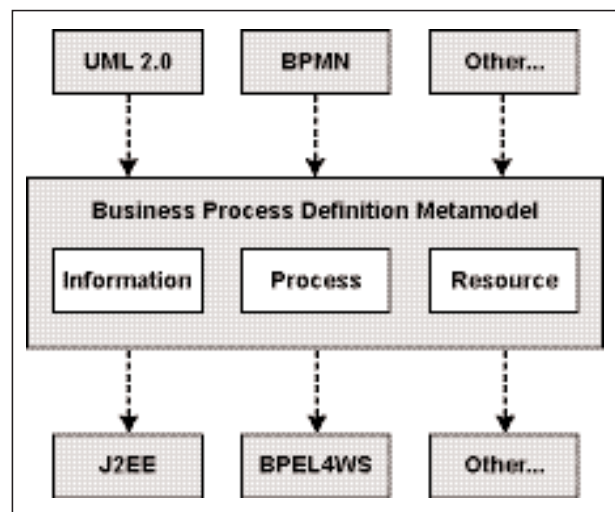 UML 2.0
BPMN
Other...
Business Process Definition Metamodel
Information
Process
Resource
J2EE
BPEL4WS
Other...